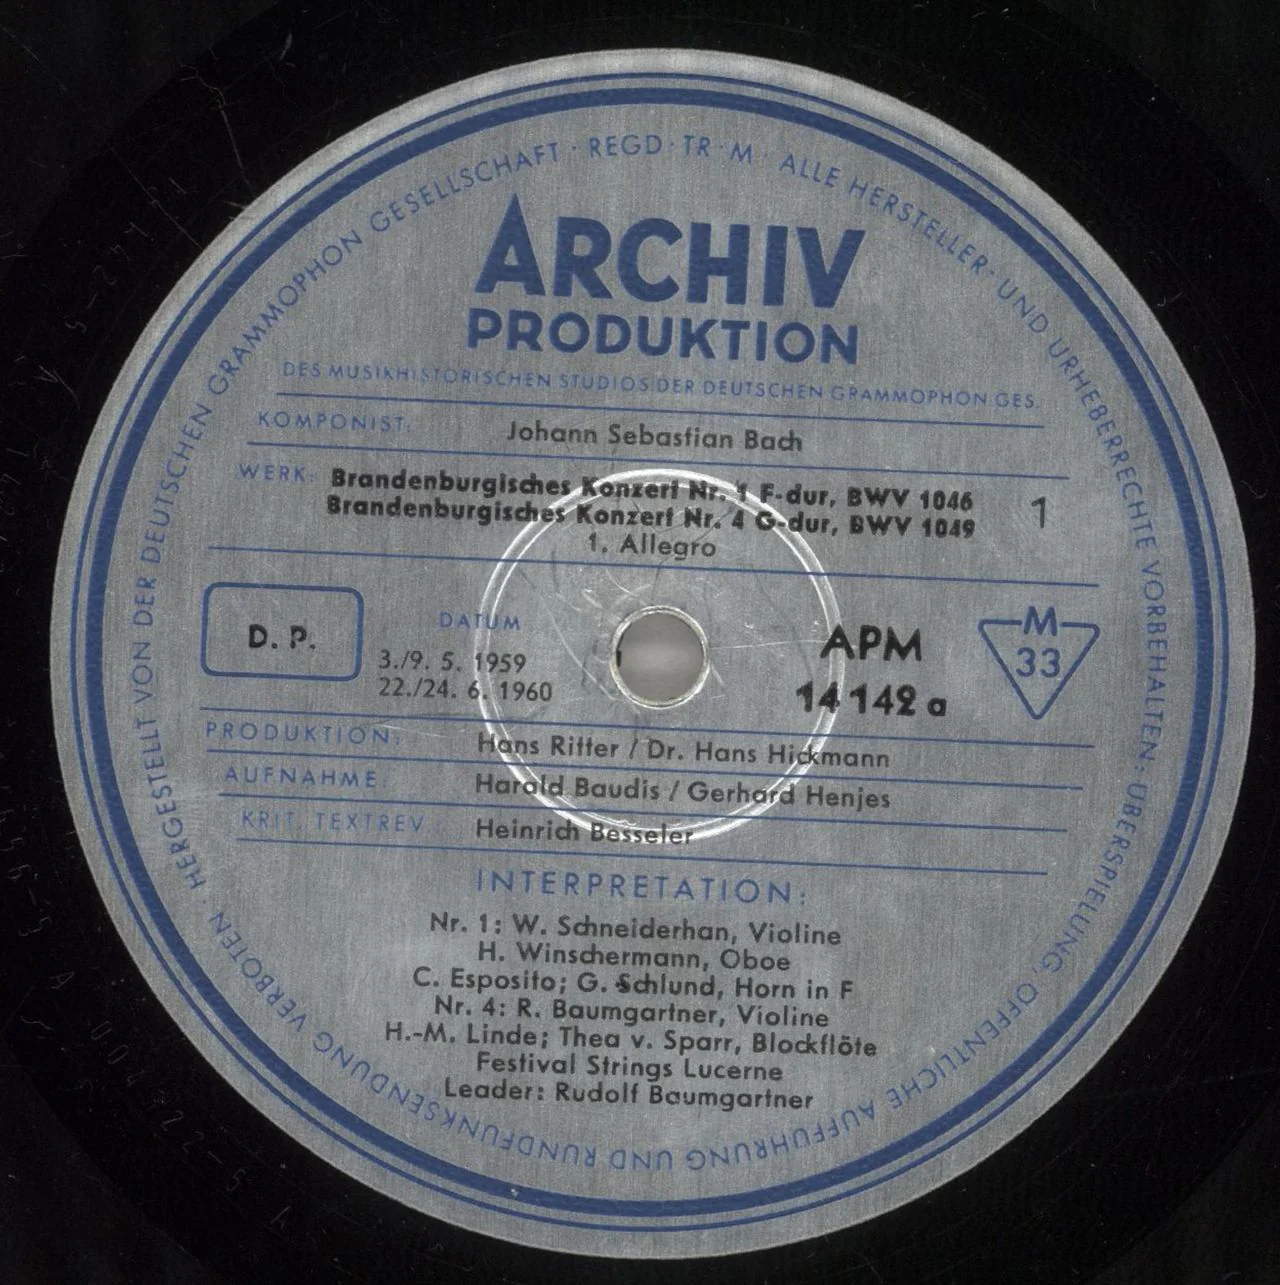 HERGESTELLT VON DER DEUTSCHEN GRAMMOPHON GESELLSCHAFT · REGD · TR · M · ALLE HERSTELLER- UND URHEBERRECHTE VORBEHALTEN: ÜBERSPIELUNG, ÖFFENTLICHE AUFFÜHRUNG UND RUNDFUNKSENDUNG VERBOTEN ·
ARCHIV
PRODUKTION
DES MUSIKHISTORISCHEN STUDIOS DER DEUTSCHEN GRAMMOPHON GES.
KOMPONIST: Johann Sebastian Bach
WERK: Brandenburgisches Konzert Nr. 1 F-dur, BWV 1046
Brandenburgisches Konzert Nr. 4 G-dur, BWV 1049
1. Allegro
1
D. P.
DATUM
3./9. 5. 1959
22./24. 6. 1960
APM
14 142 a
M
33
PRODUKTION: Hans Ritter / Dr. Hans Hickmann
AUFNAHME: Harald Baudis / Gerhard Henjes
KRIT. TEXTREV.: Heinrich Besseler
INTERPRETATION:
Nr. 1: W. Schneiderhan, Violine
H. Winschermann, Oboe
C. Esposito; G. Schlund, Horn in F
Nr. 4: R. Baumgartner, Violine
H.-M. Linde; Thea v. Sparr, Blockflöte
Festival Strings Lucerne
Leader: Rudolf Baumgartner